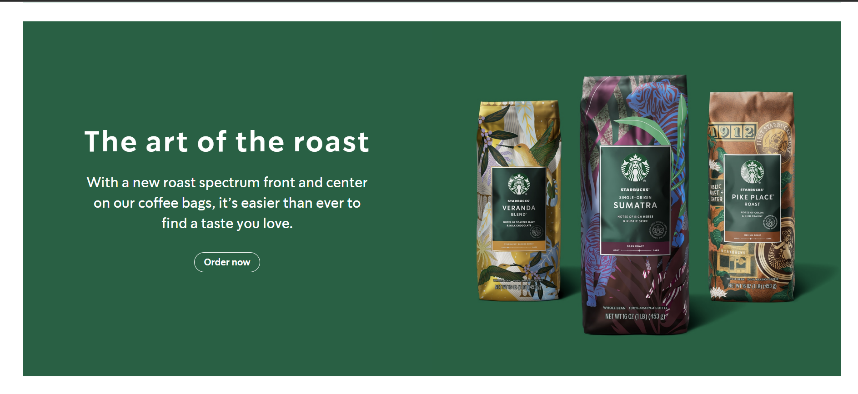 The art of the roast
With a new roast spectrum front and center
on our coffee bags, it's easier than ever to
find a taste you love.
Order now
STARBUCKS
VERANDA
BLEND
STARBUCKS
SINGLE-ORIGIN
SUMATRA
DARK ROAST
NET WT 16 OZ (1 LB) (453 g)
1912
STARBUCKS
PIKE PLACE
ROAST